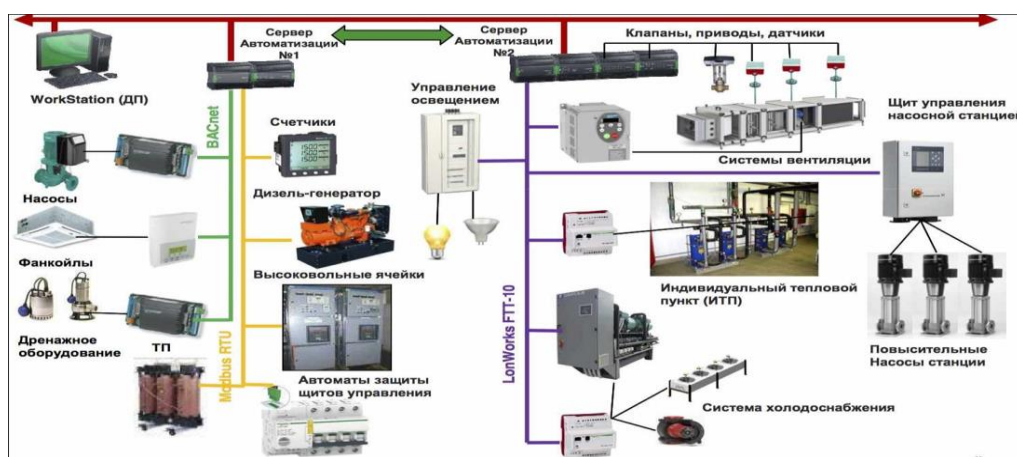 Сервер
Автоматизации
№1
Сервер
Автоматизации
№2
Клапаны, приводы, датчики
WorkStation (ДП)
Управление
освещением
Щит управления
насосной станцией
BACnet
Счетчики
Системы вентиляции
Насосы
Дизель-генератор
Фанкойлы
Высоковольные ячейки
Индивидуальный тепловой
пункт (ИТП)
Дренажное
оборудование
ТП
Modbus RTU
LonWorks FTT-10
Повысительные
Насосы станции
Автоматы защиты
щитов управления
Система холодоснабжения